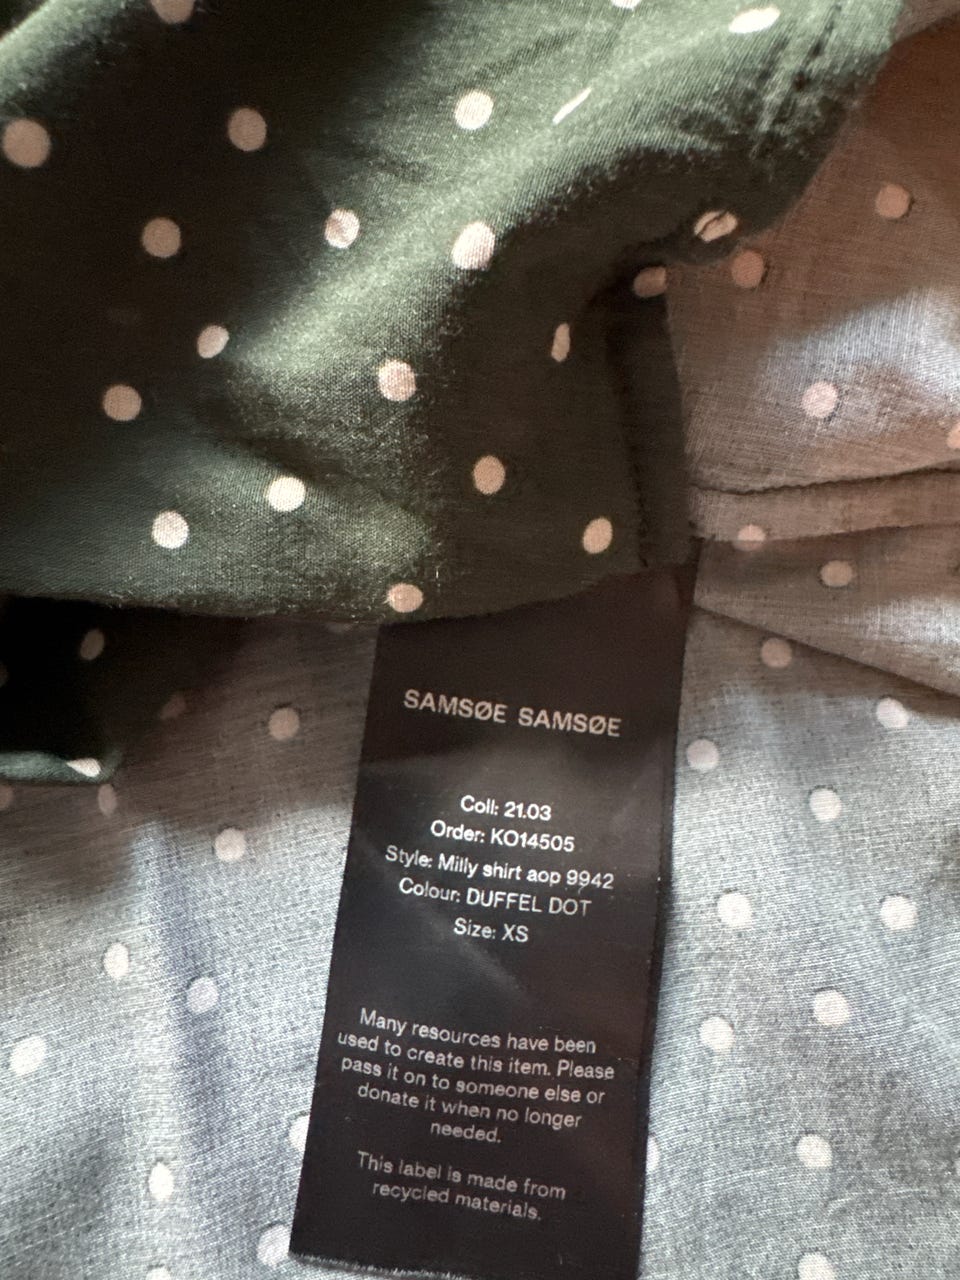 SAMSØE SAMSØE
Coll: 21.03
Order: KO14505
Style: Milly shirt aop 9942
Colour: DUFFEL DOT
Size: XS
Many resources have been
used to create this item. Please
pass it on to someone else or
donate it when no longer
needed.
This label is made from
recycled materials.